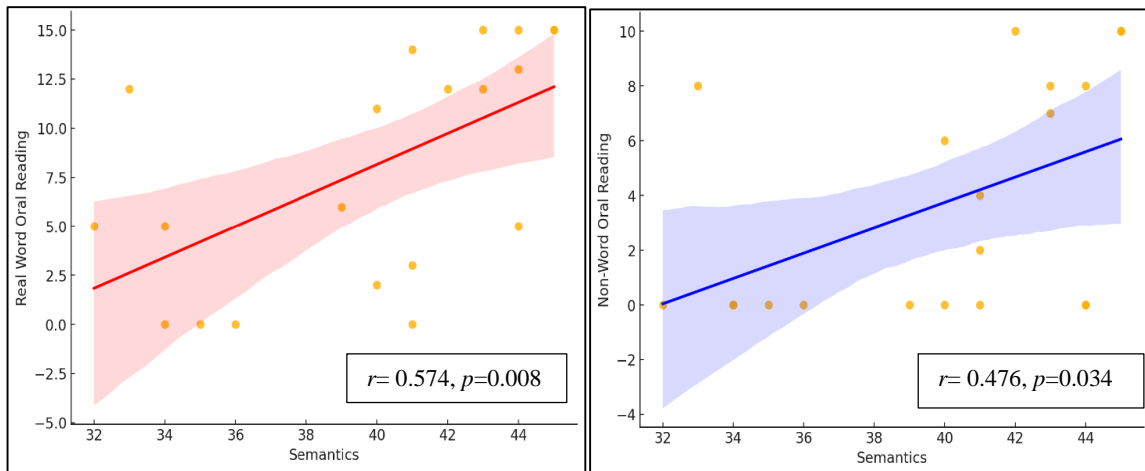 15.0
12.5
10.0
7.5
5.0
2.5
0.0
−2.5
−5.0
Real Word Oral Reading
32 34 36 38 40 42 44
Semantics
r= 0.574, p=0.008
10
8
6
4
2
0
−2
−4
Non-Word Oral Reading
32 34 36 38 40 42 44
Semantics
r= 0.476, p=0.034